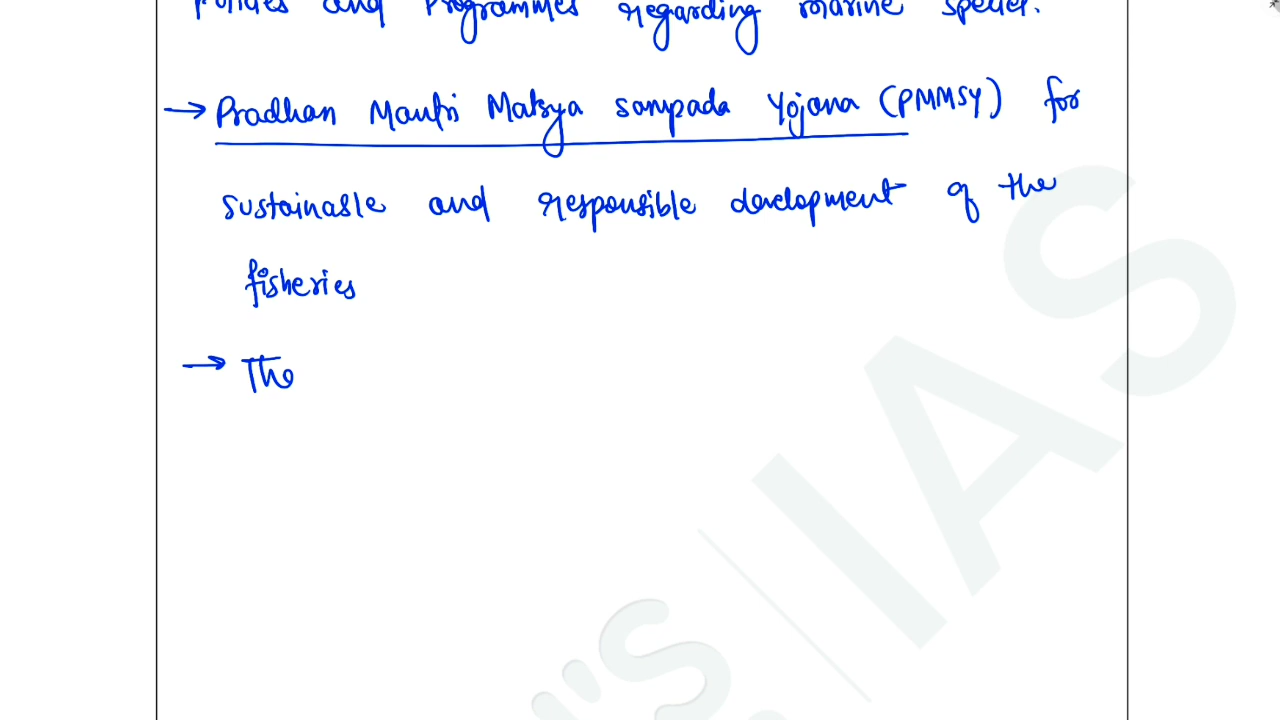 Policies and Programmes regarding marine species.
→ Pradhan Mantri Matsya Sampada Yojana (PMMSY) for
sustainable and responsible development of the
fisheries
→ The
's IAS